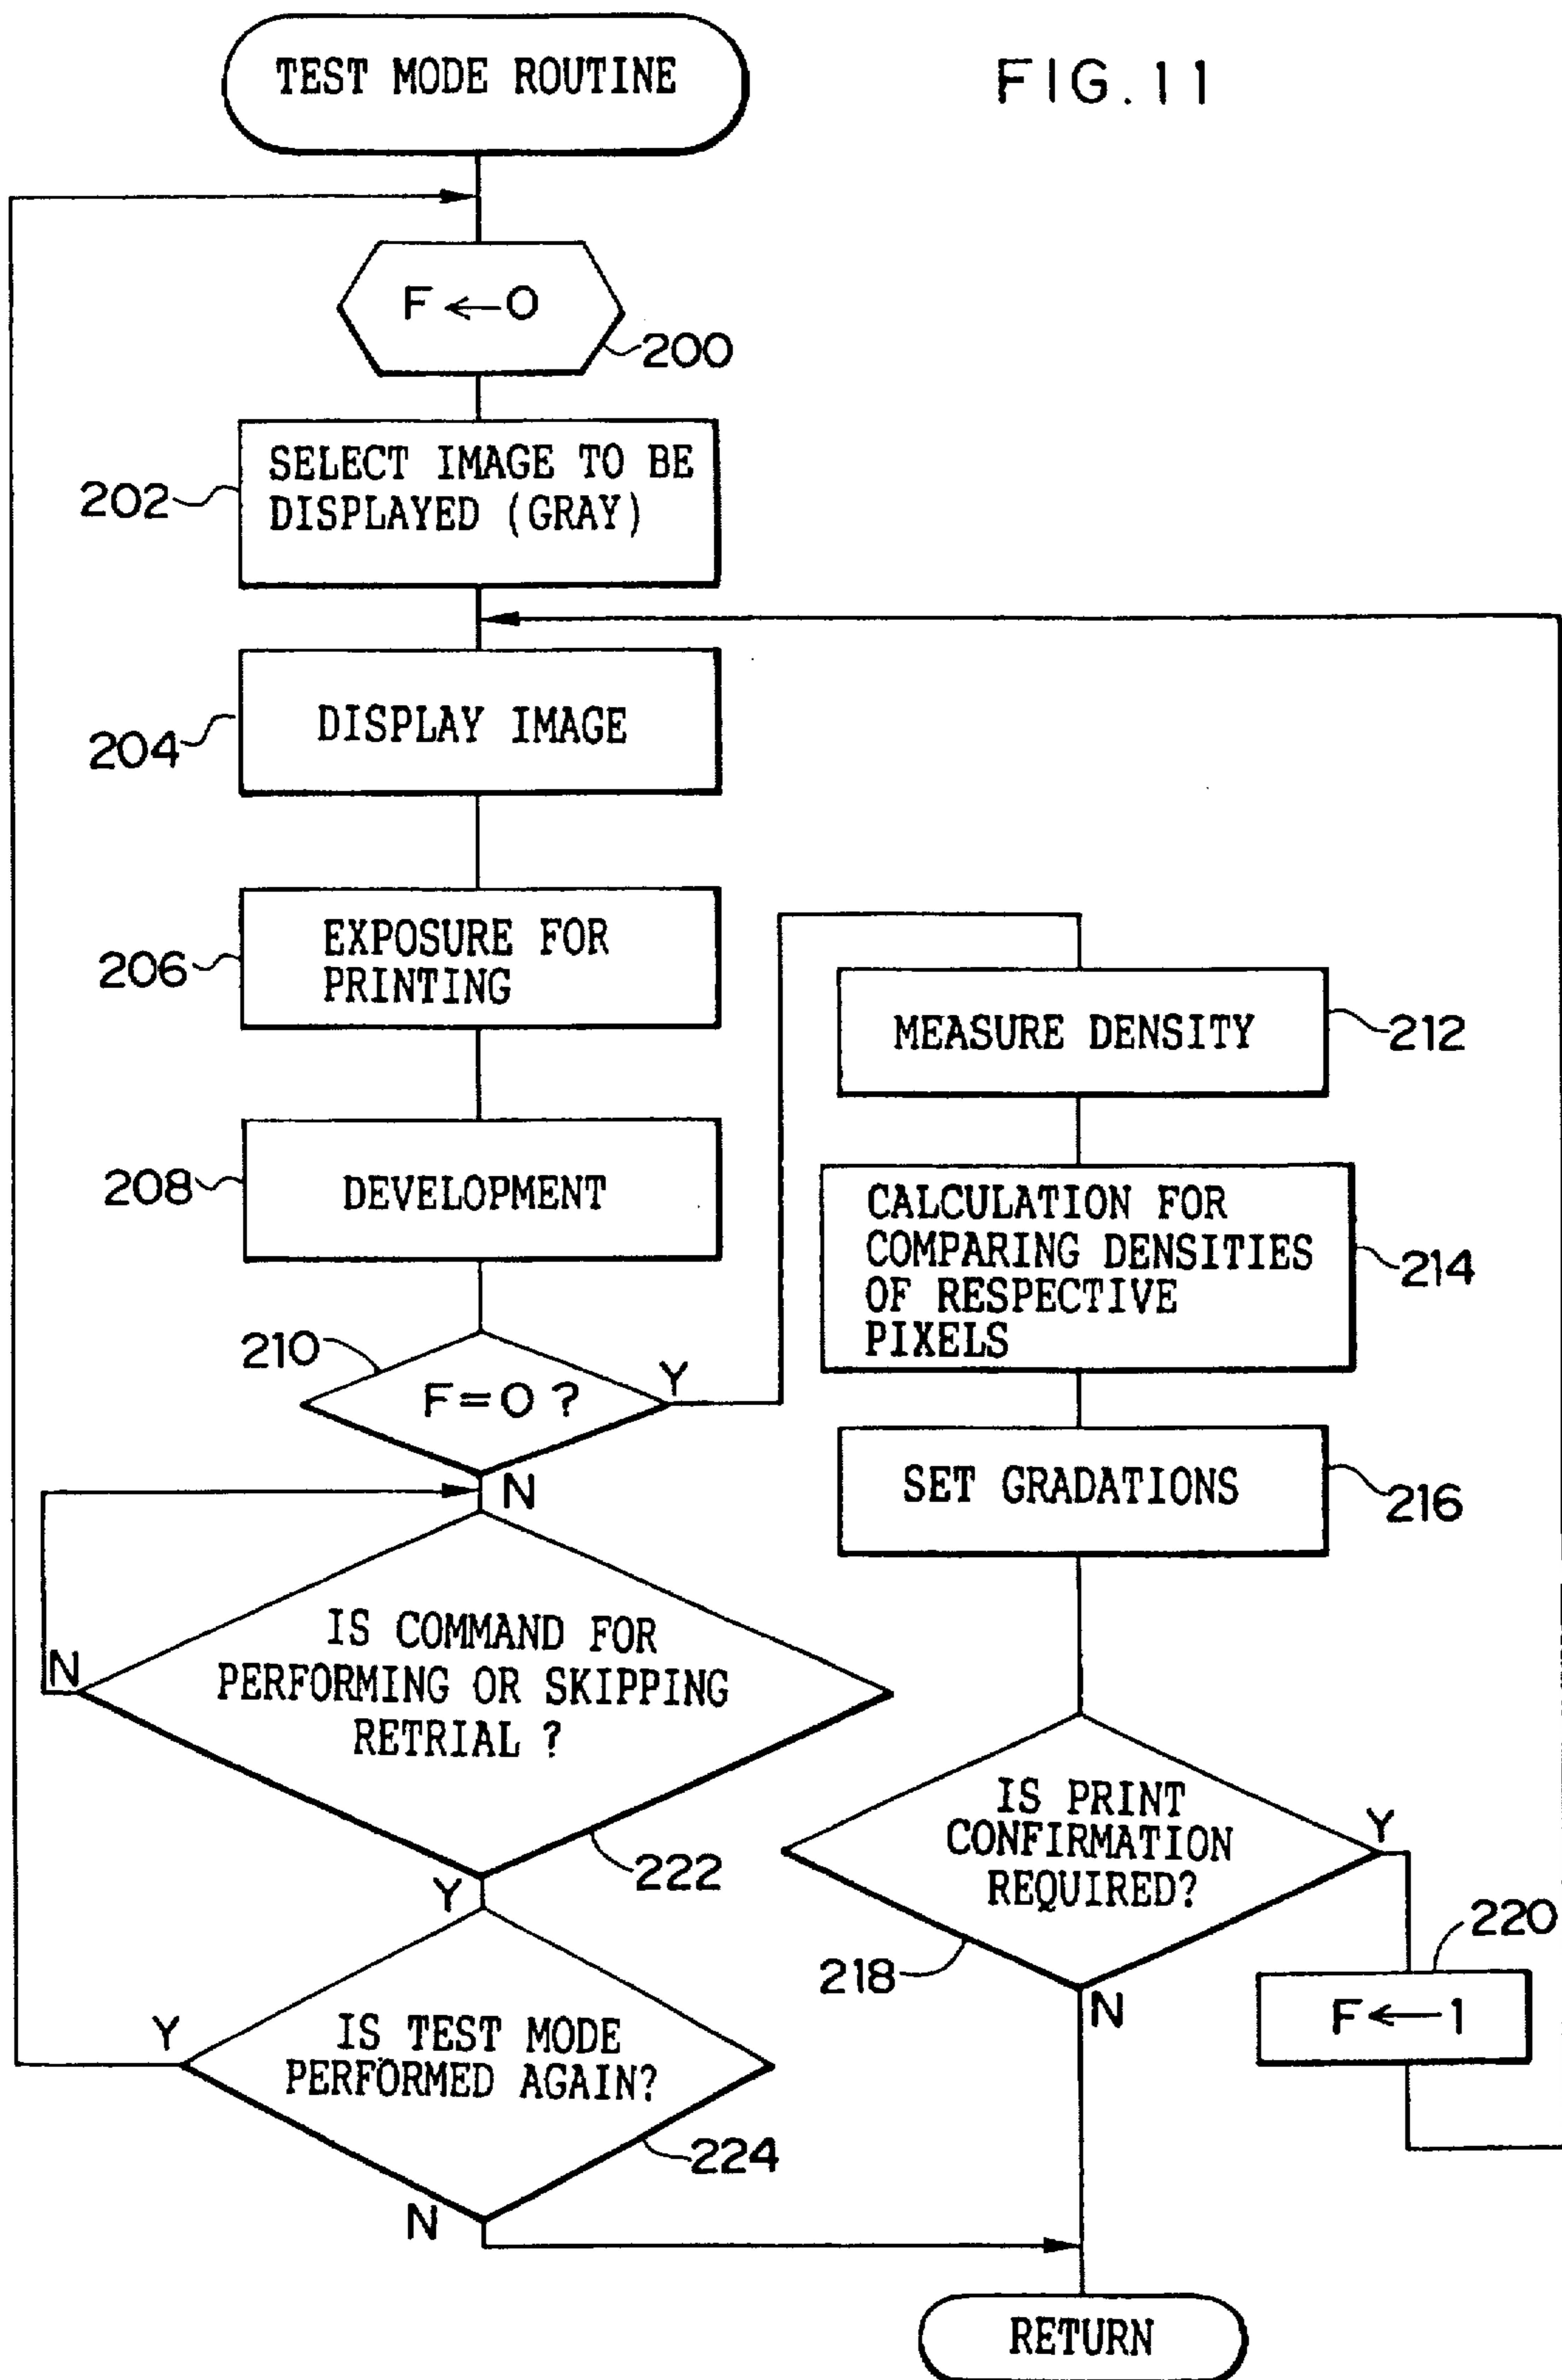 TEST MODE ROUTINE
FIG. 11
F ← 0
200
202
SELECT IMAGE TO BE
DISPLAYED (GRAY)
204
DISPLAY IMAGE
206
EXPOSURE FOR
PRINTING
208
DEVELOPMENT
210
F = 0 ?
Y
N
212
MEASURE DENSITY
214
CALCULATION FOR
COMPARING DENSITIES
OF RESPECTIVE
PIXELS
216
SET GRADATIONS
IS COMMAND FOR
PERFORMING OR SKIPPING
RETRIAL ?
N
222
Y
IS PRINT
CONFIRMATION
REQUIRED?
Y
218
N
220
F ← 1
IS TEST MODE
PERFORMED AGAIN?
Y
224
N
RETURN